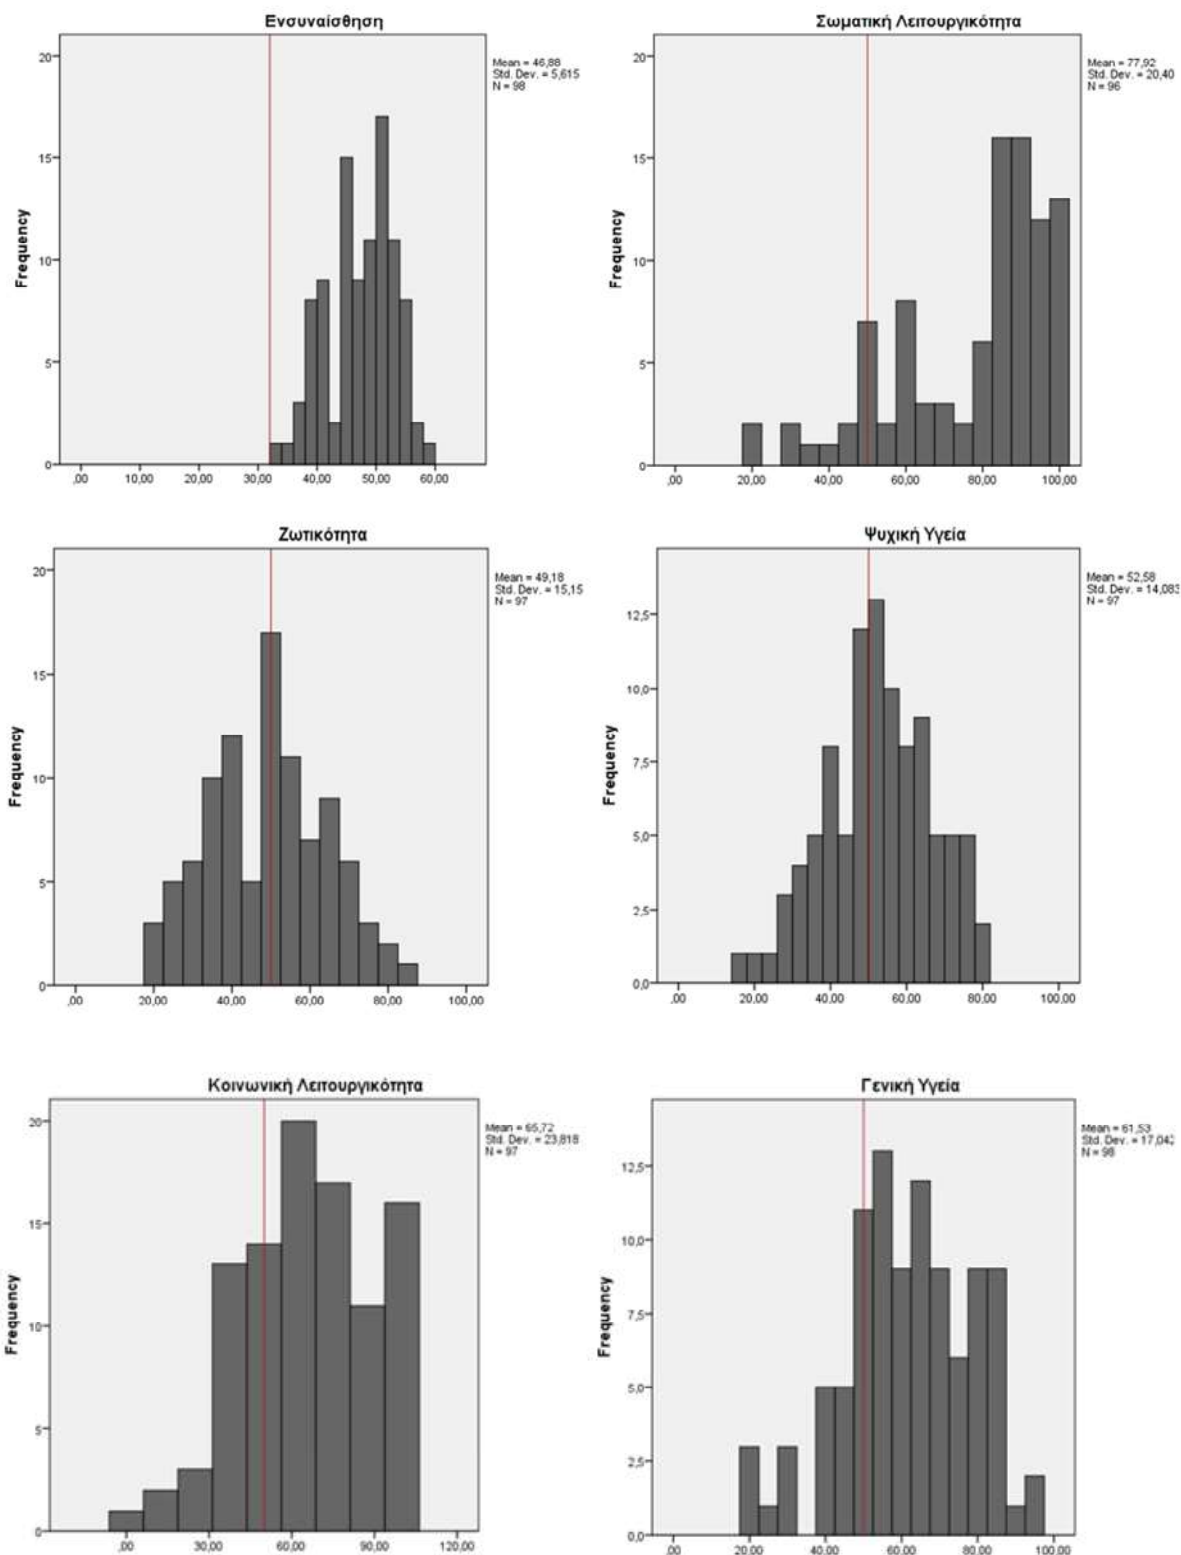 Ενσυναίσθηση
Mean = 46,88
Std. Dev. = 5,615
N = 98
Frequency
20
15
10
5
0
,00 10,00 20,00 30,00 40,00 50,00 60,00
Σωματική Λειτουργικότητα
Mean = 77,92
Std. Dev. = 20,40
N = 96
Frequency
20
15
10
5
0
,00 20,00 40,00 60,00 80,00 100,00
Ζωτικότητα
Mean = 49,18
Std. Dev. = 15,15
N = 97
Frequency
20
15
10
5
0
,00 20,00 40,00 60,00 80,00 100,00
Ψυχική Υγεία
Mean = 52,58
Std. Dev. = 14,083
N = 97
Frequency
12,5
10,0
7,5
5,0
2,5
0,0
,00 20,00 40,00 60,00 80,00 100,00
Κοινωνική Λειτουργικότητα
Mean = 65,72
Std. Dev. = 23,818
N = 97
Frequency
20
15
10
5
0
,00 30,00 60,00 90,00 120,00
Γενική Υγεία
Mean = 61,53
Std. Dev. = 17,042
N = 98
Frequency
12,5
10,0
7,5
5,0
2,5
0,0
,00 20,00 40,00 60,00 80,00 100,00